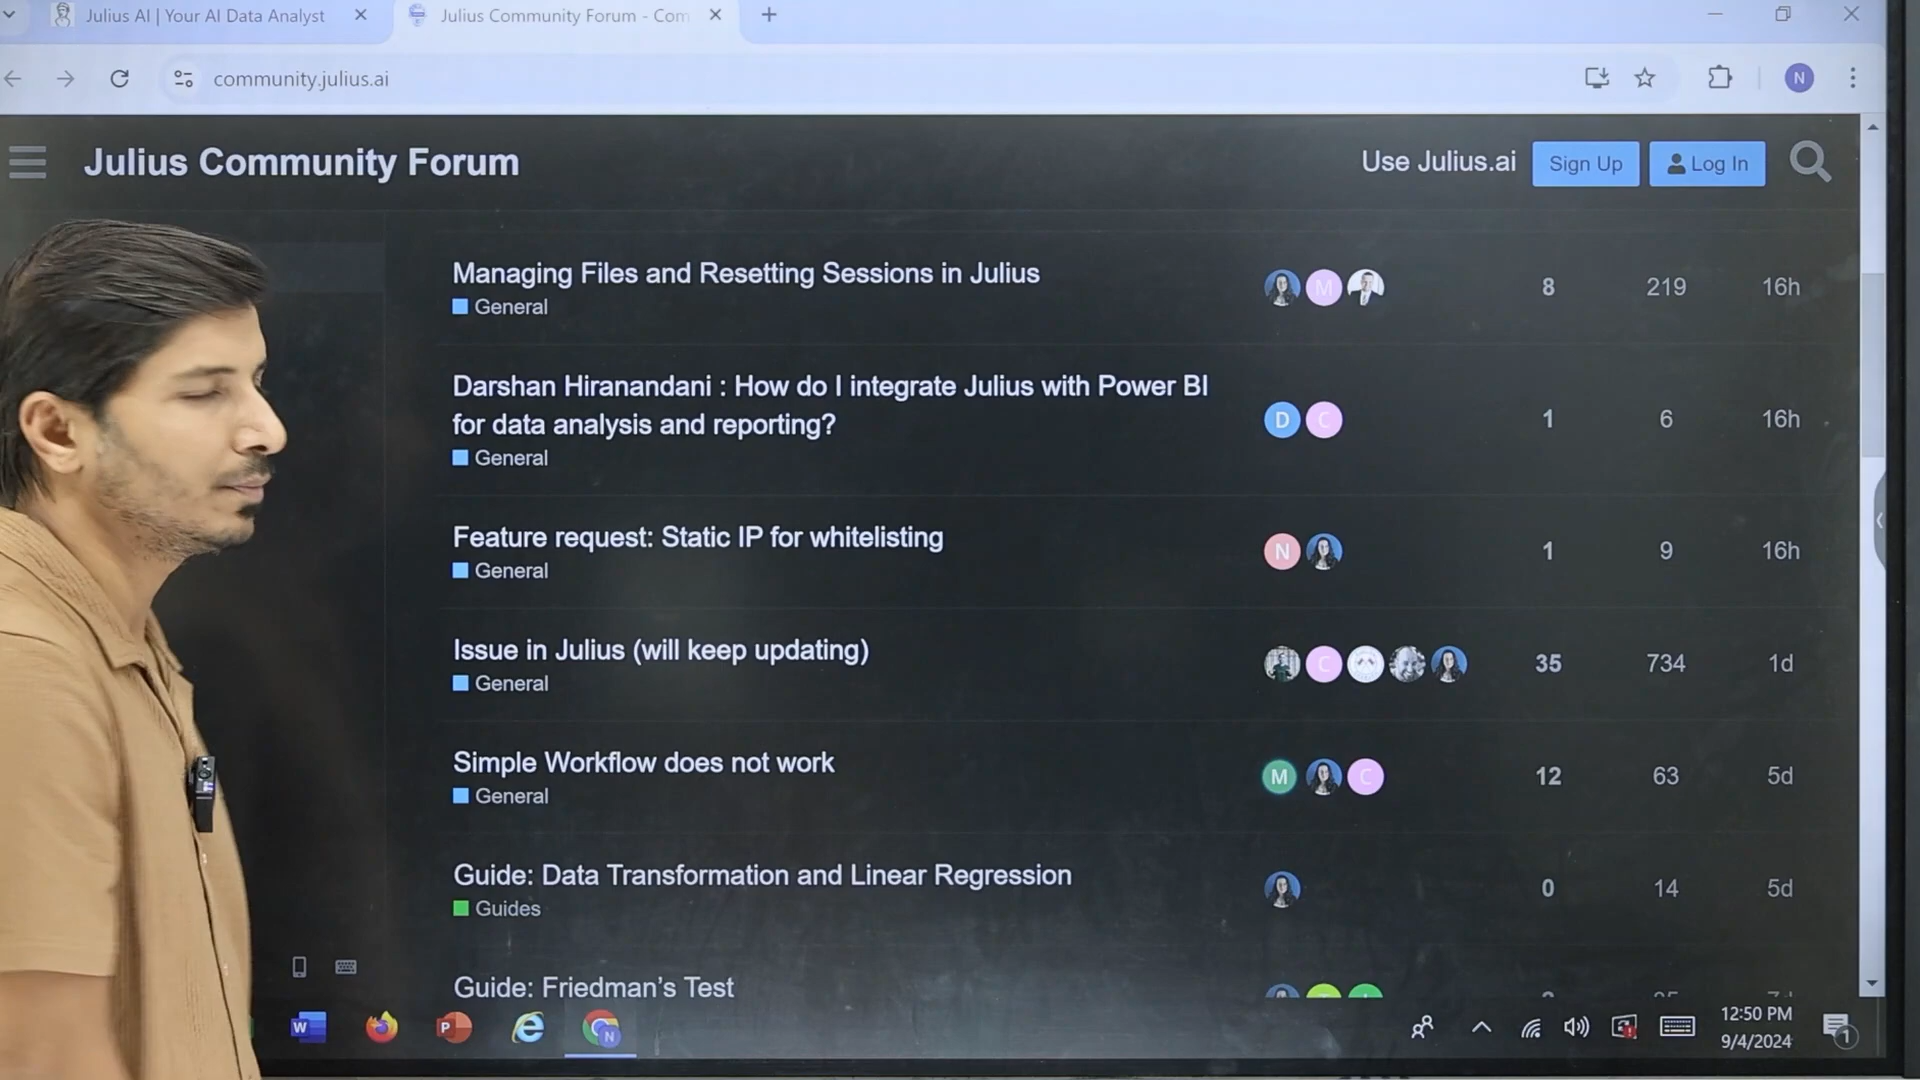 Julius AI | Your AI Data Analyst
Julius Community Forum - Com
community.julius.ai
N
Julius Community Forum
Use Julius.ai
Sign Up
Log In
Managing Files and Resetting Sessions in Julius
General
M
8
219
16h
Darshan Hiranandani : How do I integrate Julius with Power BI
for data analysis and reporting?
General
D
C
1
6
16h
Feature request: Static IP for whitelisting
General
N
1
9
16h
Issue in Julius (will keep updating)
General
C
35
734
1d
Simple Workflow does not work
General
M
C
12
63
5d
Guide: Data Transformation and Linear Regression
Guides
0
14
5d
Guide: Friedman's Test
W
P
N
12:50 PM
9/4/2024
1